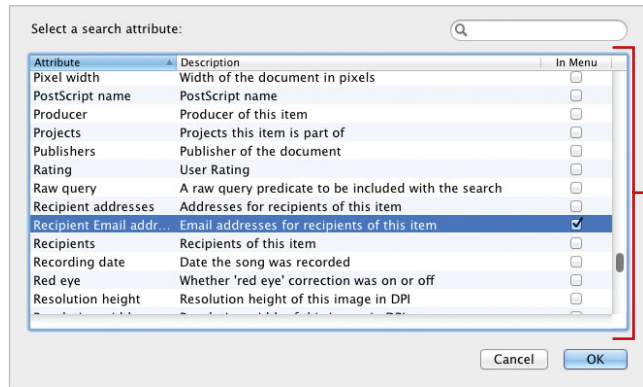 Select a search attribute:
Attribute Description In Menu
Pixel width Width of the document in pixels
PostScript name PostScript name
Producer Producer of this item
Projects Projects this item is part of
Publishers Publisher of the document
Rating User Rating
Raw query A raw query predicate to be included with the search
Recipient addresses Addresses for recipients of this item
Recipient Email addr... Email addresses for recipients of this item
Recipients Recipients of this item
Recording date Date the song was recorded
Red eye Whether 'red eye' correction was on or off
Resolution height Resolution height of this image in DPI
Cancel OK